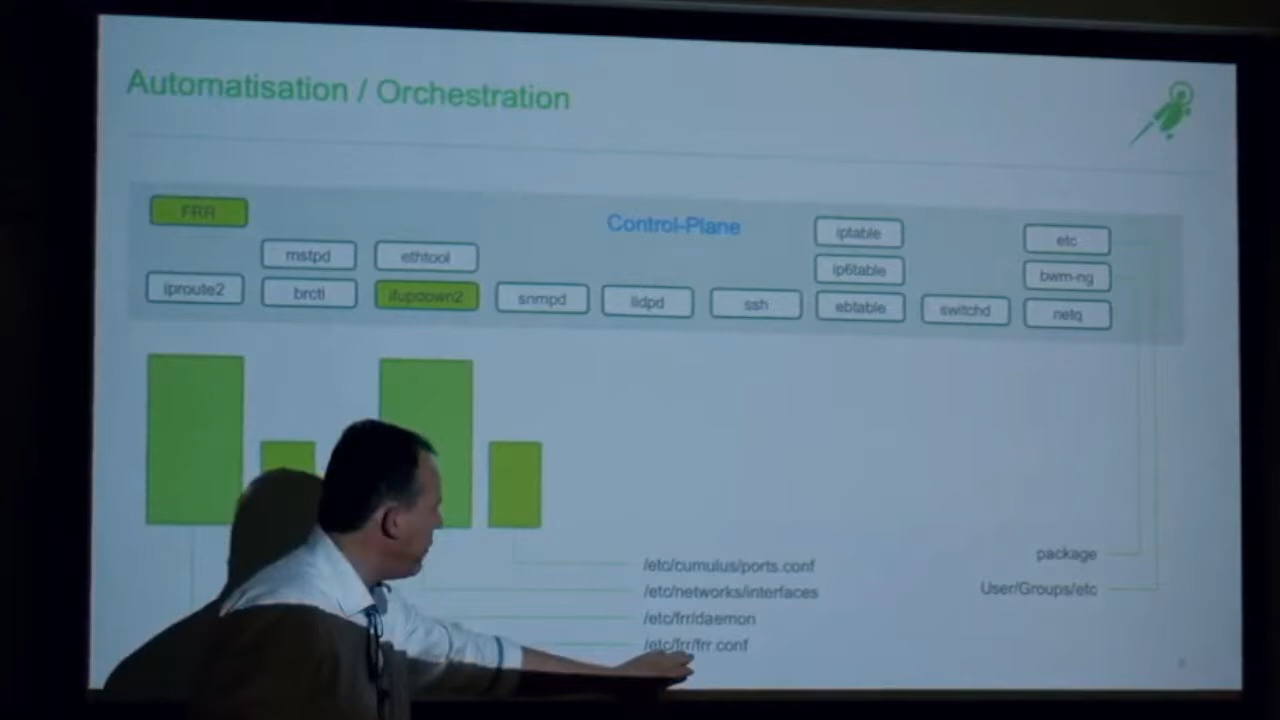 Automatisation / Orchestration
Control-Plane
FRR
iptable
etc
mstpd
ethtool
ip6table
bwm-ng
iproute2
brctl
ifupdown2
snmpd
lldpd
ssh
ebtable
switchd
netq
/etc/cumulus/ports.conf
/etc/networks/interfaces
/etc/frr/daemon
/etc/frr/frr.conf
package
User/Groups/etc